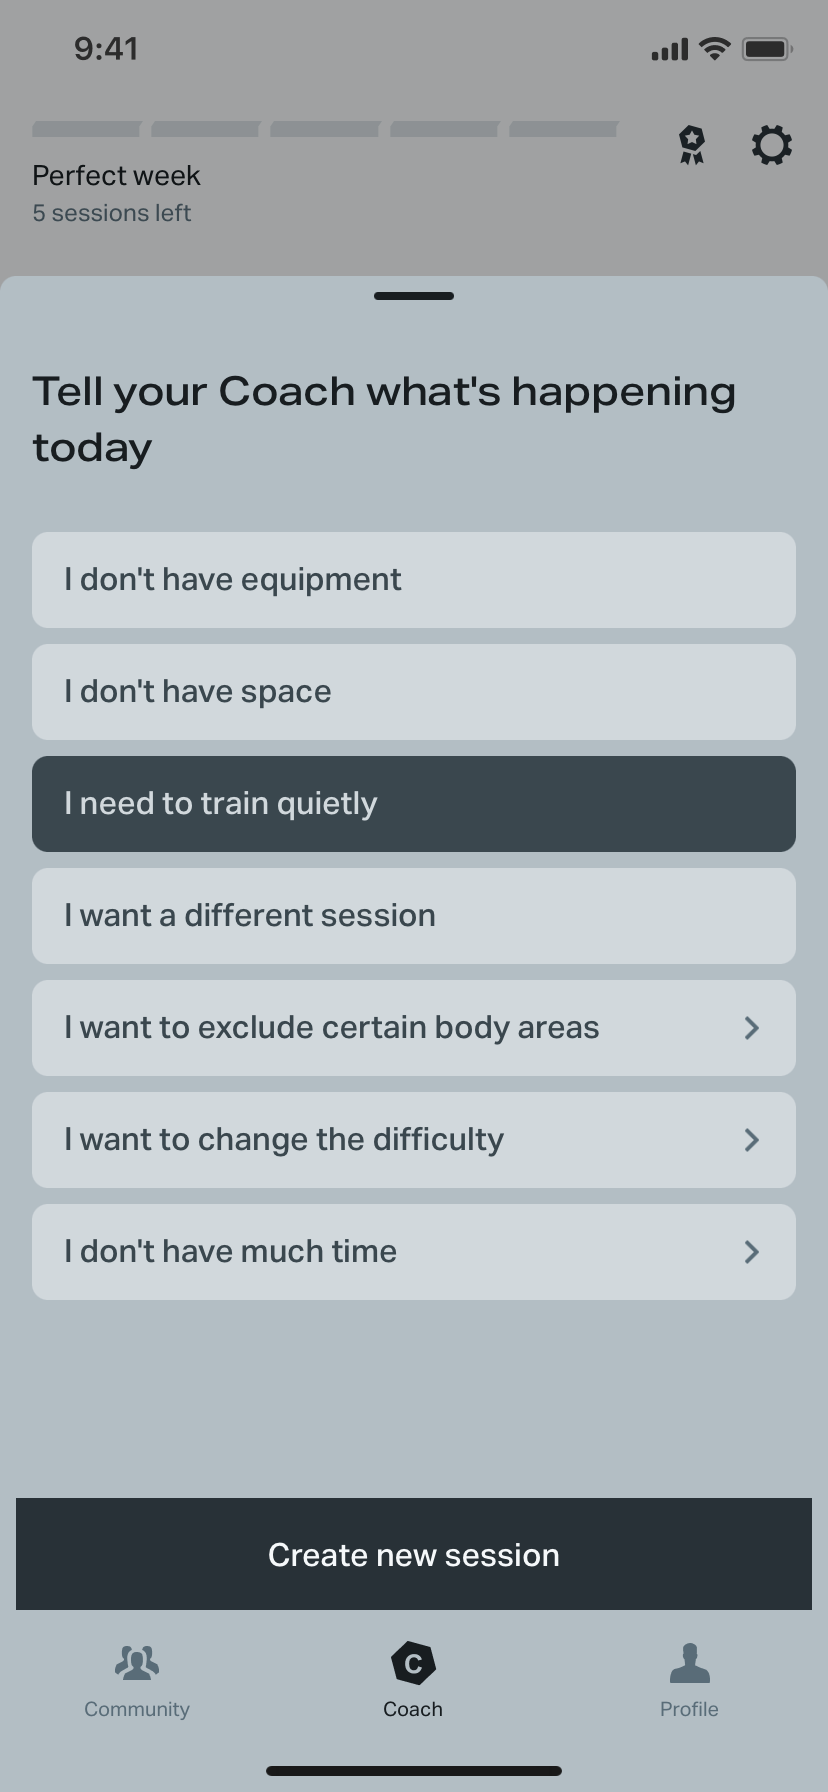 9:41
Perfect week
5 sessions left
Tell your Coach what's happening
today
I don't have equipment
I don't have space
I need to train quietly
I want a different session
I want to exclude certain body areas
I want to change the difficulty
I don't have much time
Create new session
C
Community
Coach
Profile